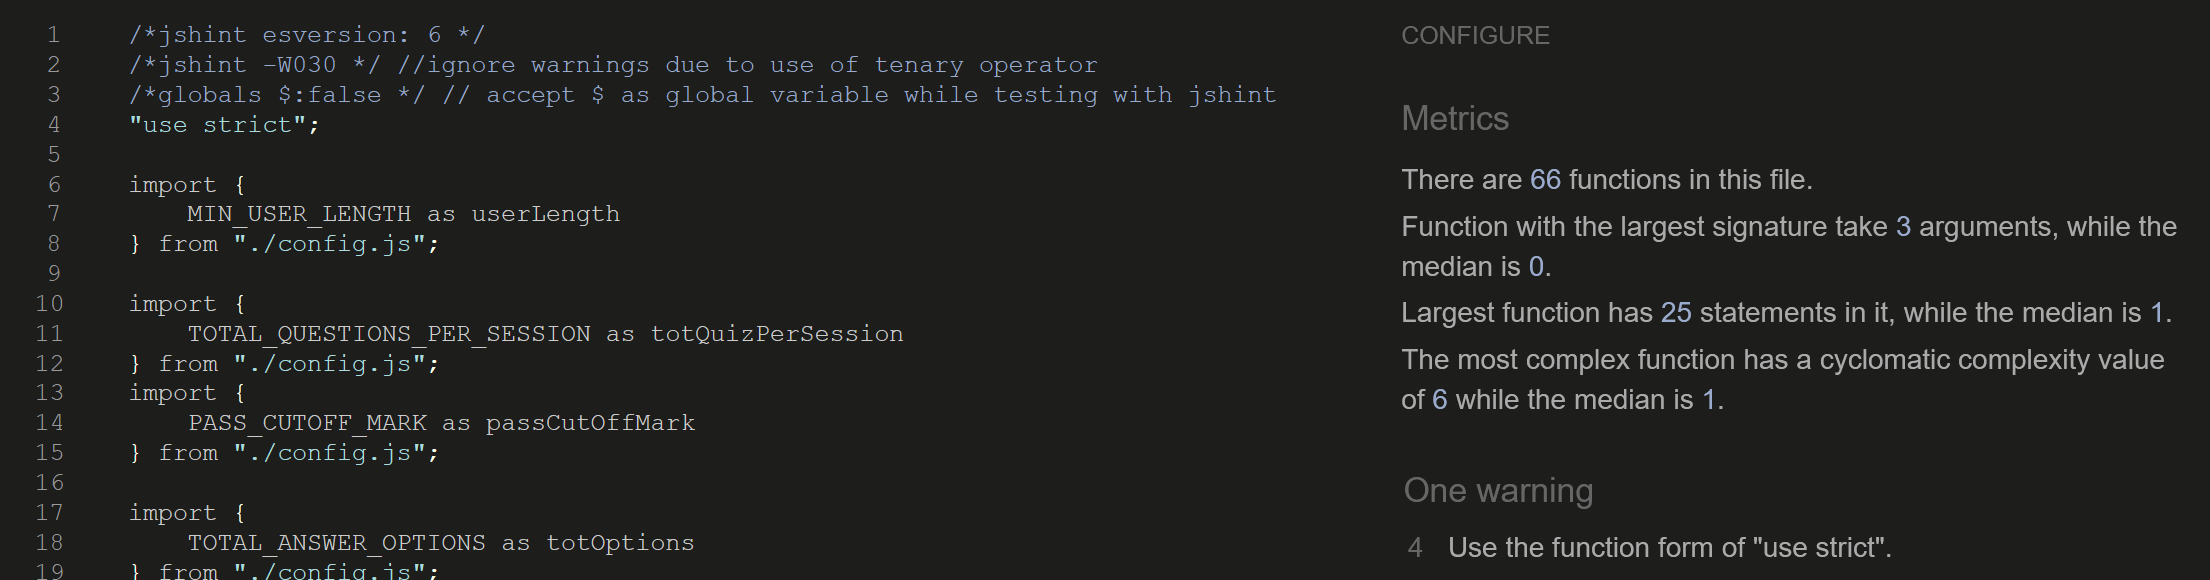 1 /*jshint esversion: 6 */
2 /*jshint -W030 */ //ignore warnings due to use of tenary operator
3 /*globals $:false */ // accept $ as global variable while testing with jshint
4 "use strict";
5
6 import {
7 MIN_USER_LENGTH as userLength
8 } from "./config.js";
9
10 import {
11 TOTAL_QUESTIONS_PER_SESSION as totQuizPerSession
12 } from "./config.js";
13 import {
14 PASS_CUTOFF_MARK as passCutOffMark
15 } from "./config.js";
16
17 import {
18 TOTAL_ANSWER_OPTIONS as totOptions
19 } from "./config.js";
CONFIGURE
Metrics
There are 66 functions in this file.
Function with the largest signature take 3 arguments, while the
median is 0.
Largest function has 25 statements in it, while the median is 1.
The most complex function has a cyclomatic complexity value
of 6 while the median is 1.
One warning
4 Use the function form of "use strict".